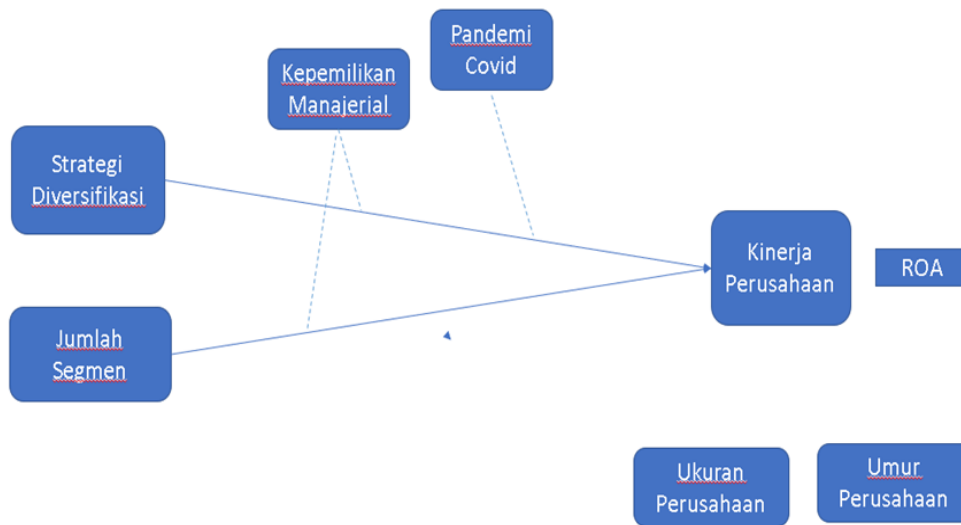 Pandemi
Covid
Kepemilikan
Manajerial
Strategi
Diversifikasi
Kinerja
Perusahaan
ROA
Jumlah
Segmen
Ukuran
Perusahaan
Umur
Perusahaan